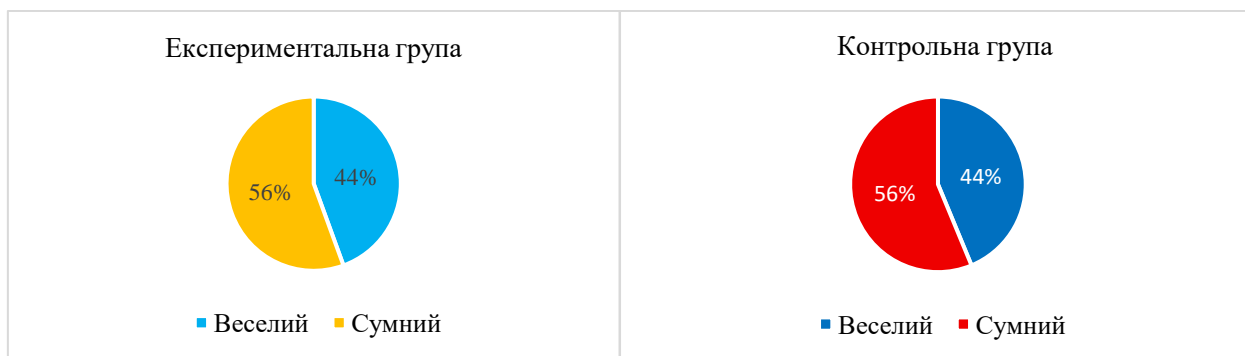 Експериментальна група
44%
56%
Веселий Сумний
Контрольна група
44%
56%
Веселий Сумний